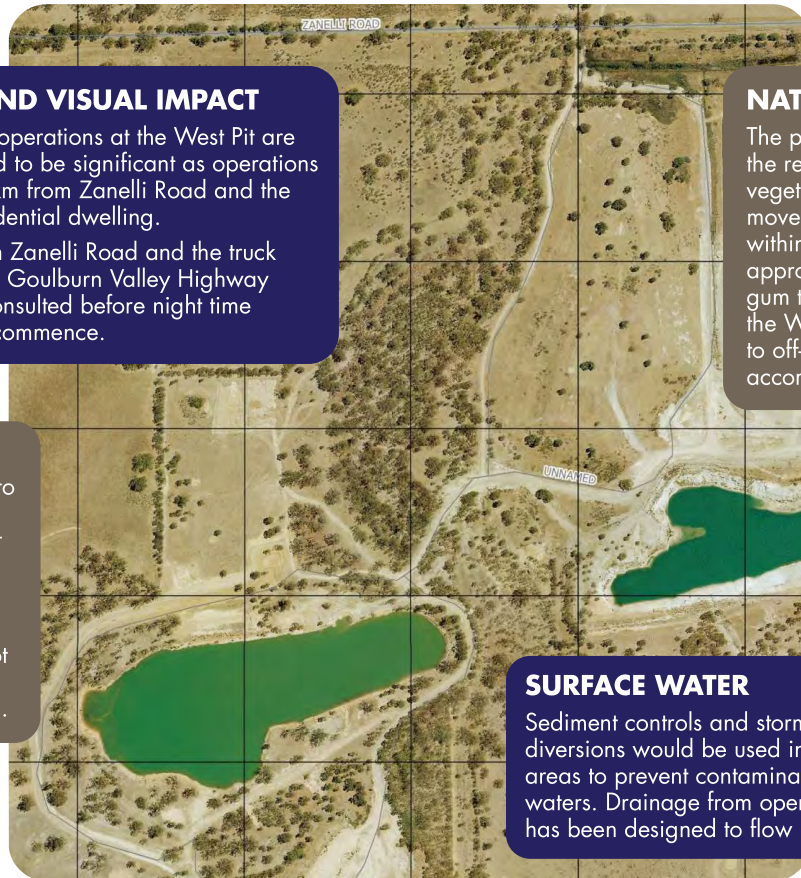 ZANELLI ROAD
ND VISUAL IMPACT
operations at the West Pit are
d to be significant as operations
km from Zanelli Road and the
dential dwelling.
n Zanelli Road and the truck
Goulburn Valley Highway
onsulted before night time
commence.
NAT
The p
the re
veget
move
within
appro
gum t
the W
to off-
accor
to
.
ot
.
UNNAMED
SURFACE WATER
Sediment controls and storm
diversions would be used in
areas to prevent contamina
waters. Drainage from oper
has been designed to flow